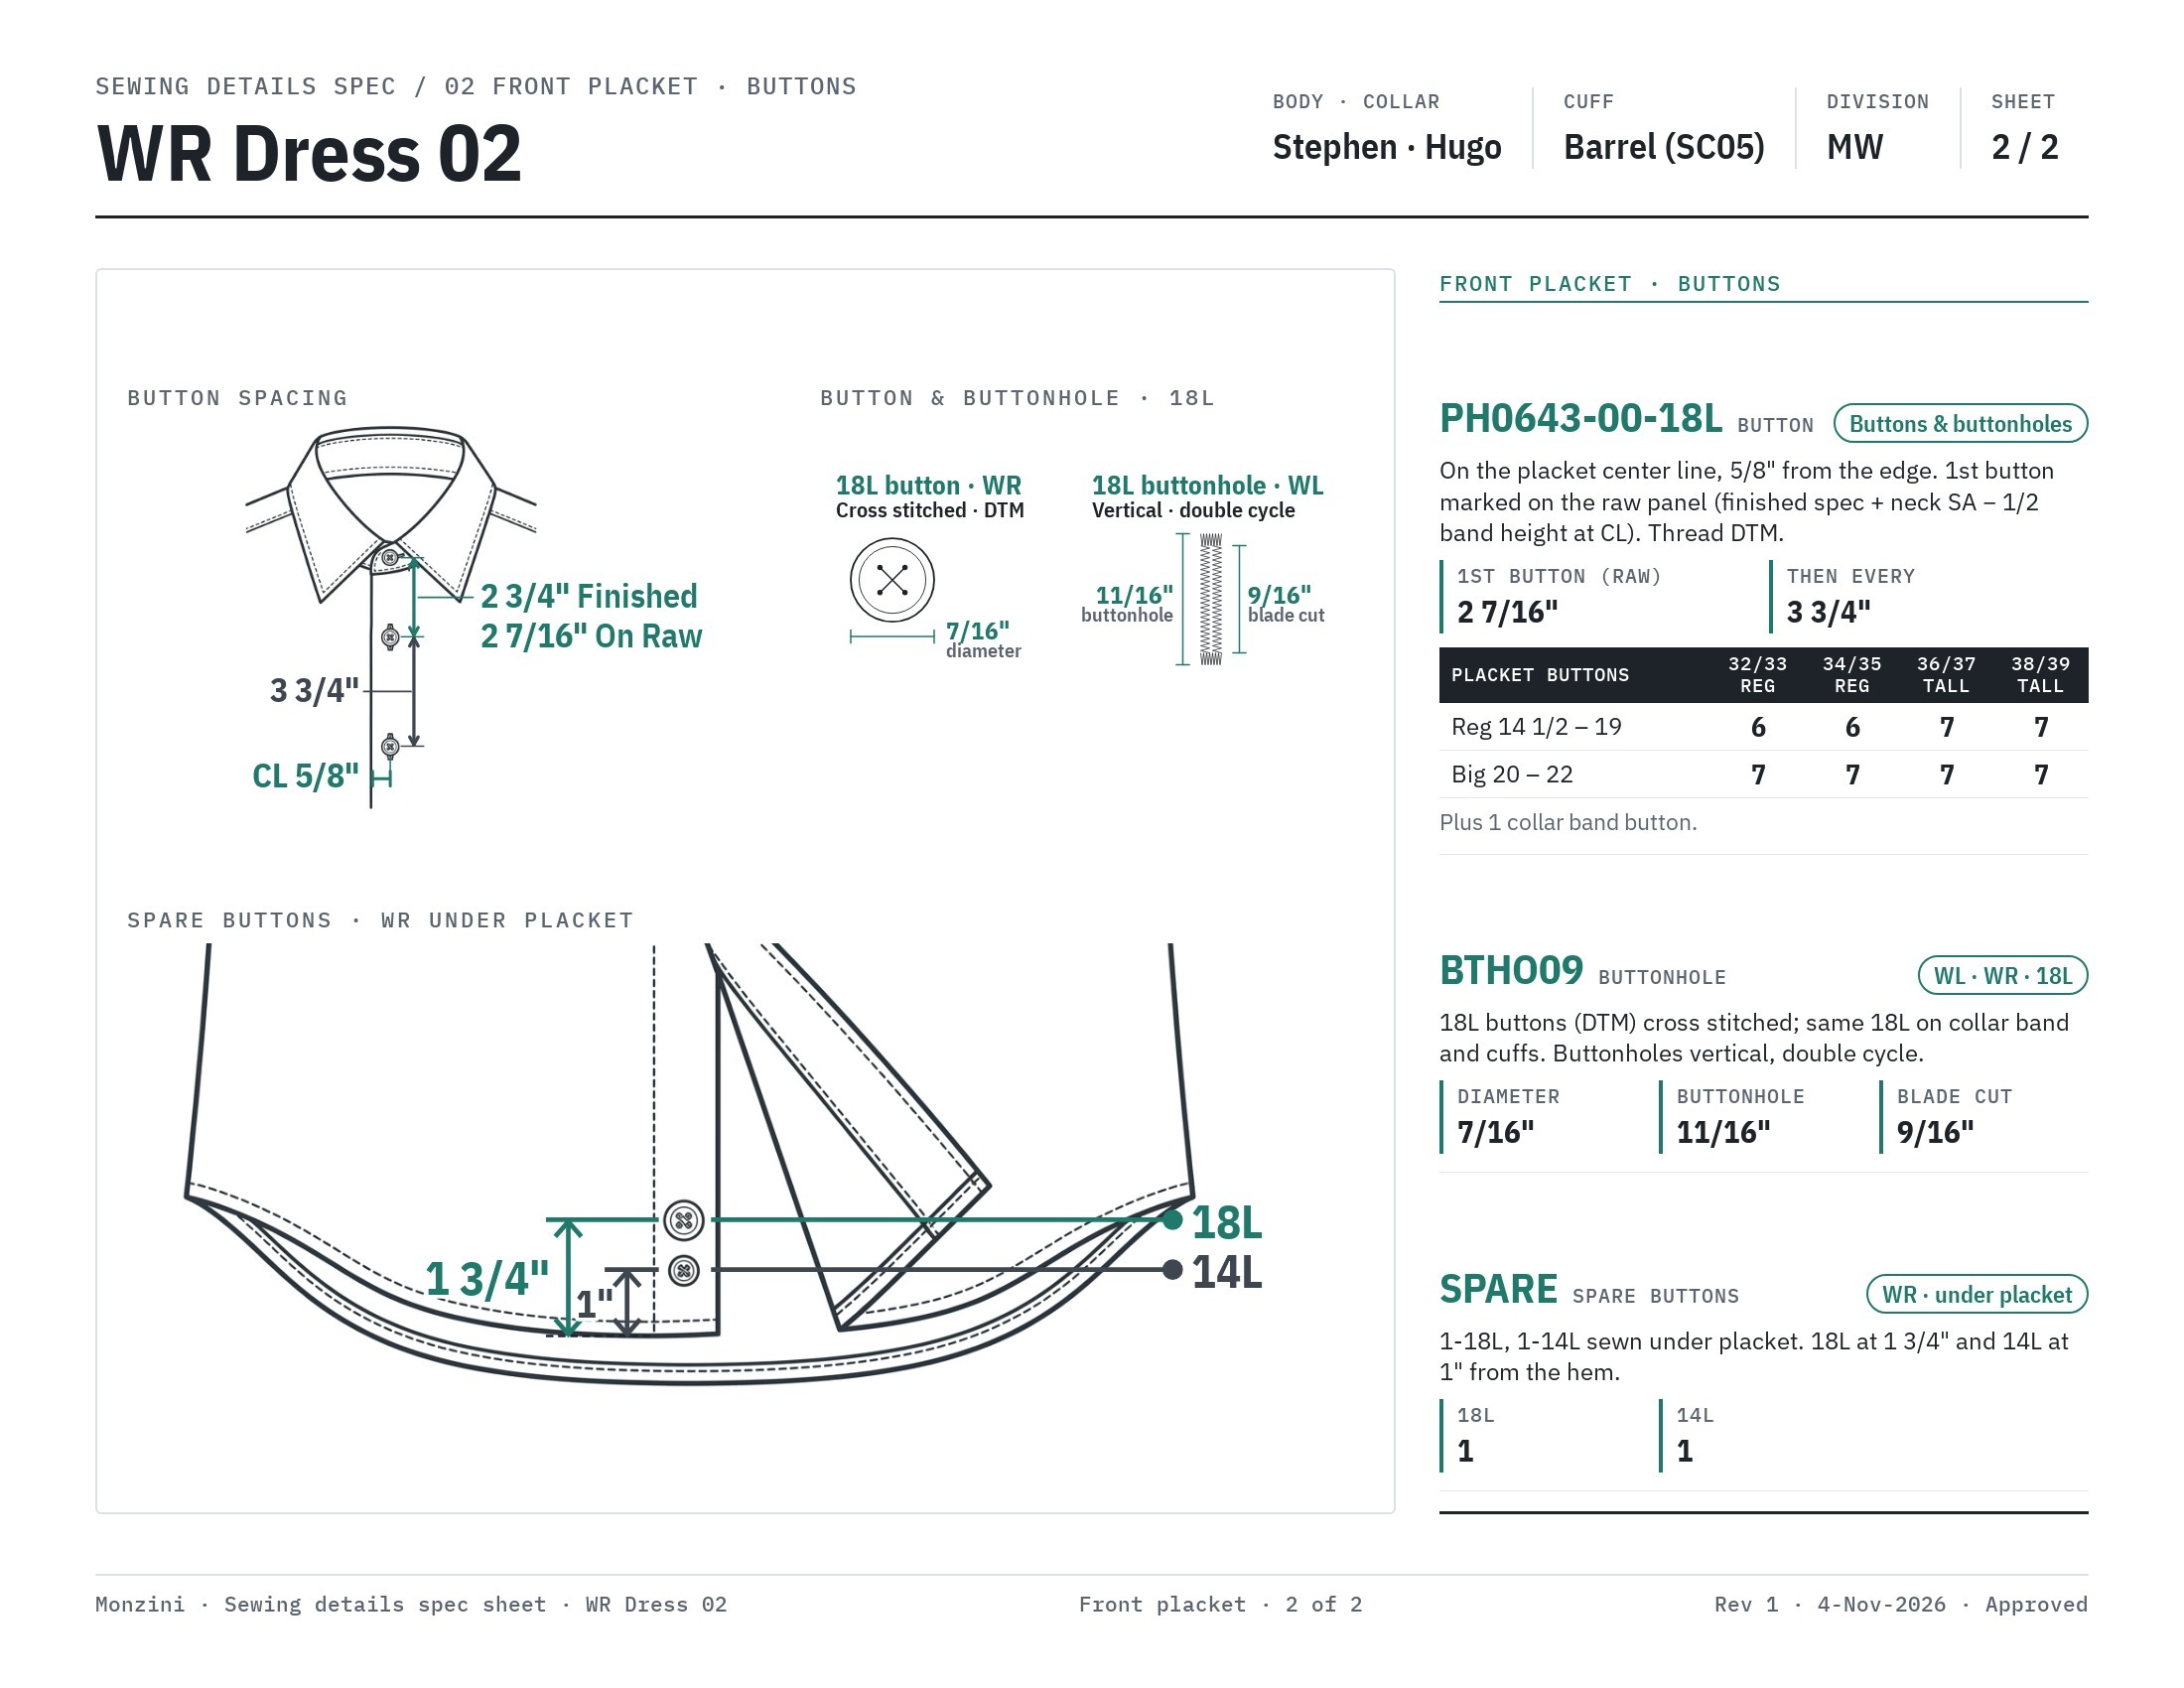 SEWING DETAILS SPEC / 02 FRONT PLACKET · BUTTONS
WR Dress 02
BODY · COLLAR
Stephen · Hugo
CUFF
Barrel (SC05)
DIVISION
MW
SHEET
2 / 2
BUTTON SPACING
2 3/4" Finished
2 7/16" On Raw
3 3/4"
CL 5/8"
BUTTON & BUTTONHOLE · 18L
18L button · WR
Cross stitched · DTM
7/16"
diameter
18L buttonhole · WL
Vertical · double cycle
11/16"
buttonhole
9/16"
blade cut
SPARE BUTTONS · WR UNDER PLACKET
1 3/4"
1"
18L
14L
FRONT PLACKET · BUTTONS
PH0643-00-18L BUTTON Buttons & buttonholes
On the placket center line, 5/8" from the edge. 1st button
marked on the raw panel (finished spec + neck SA – 1/2
band height at CL). Thread DTM.
1ST BUTTON (RAW)
2 7/16"
THEN EVERY
3 3/4"
PLACKET BUTTONS 32/33 REG 34/35 REG 36/37 TALL 38/39 TALL
Reg 14 1/2 – 19 6 6 7 7
Big 20 – 22 7 7 7 7
Plus 1 collar band button.
BTH009 BUTTONHOLE WL · WR · 18L
18L buttons (DTM) cross stitched; same 18L on collar band
and cuffs. Buttonholes vertical, double cycle.
DIAMETER
7/16"
BUTTONHOLE
11/16"
BLADE CUT
9/16"
SPARE SPARE BUTTONS WR · under placket
1-18L, 1-14L sewn under placket. 18L at 1 3/4" and 14L at
1" from the hem.
18L
1
14L
1
Monzini · Sewing details spec sheet · WR Dress 02
Front placket · 2 of 2
Rev 1 · 4-Nov-2026 · Approved